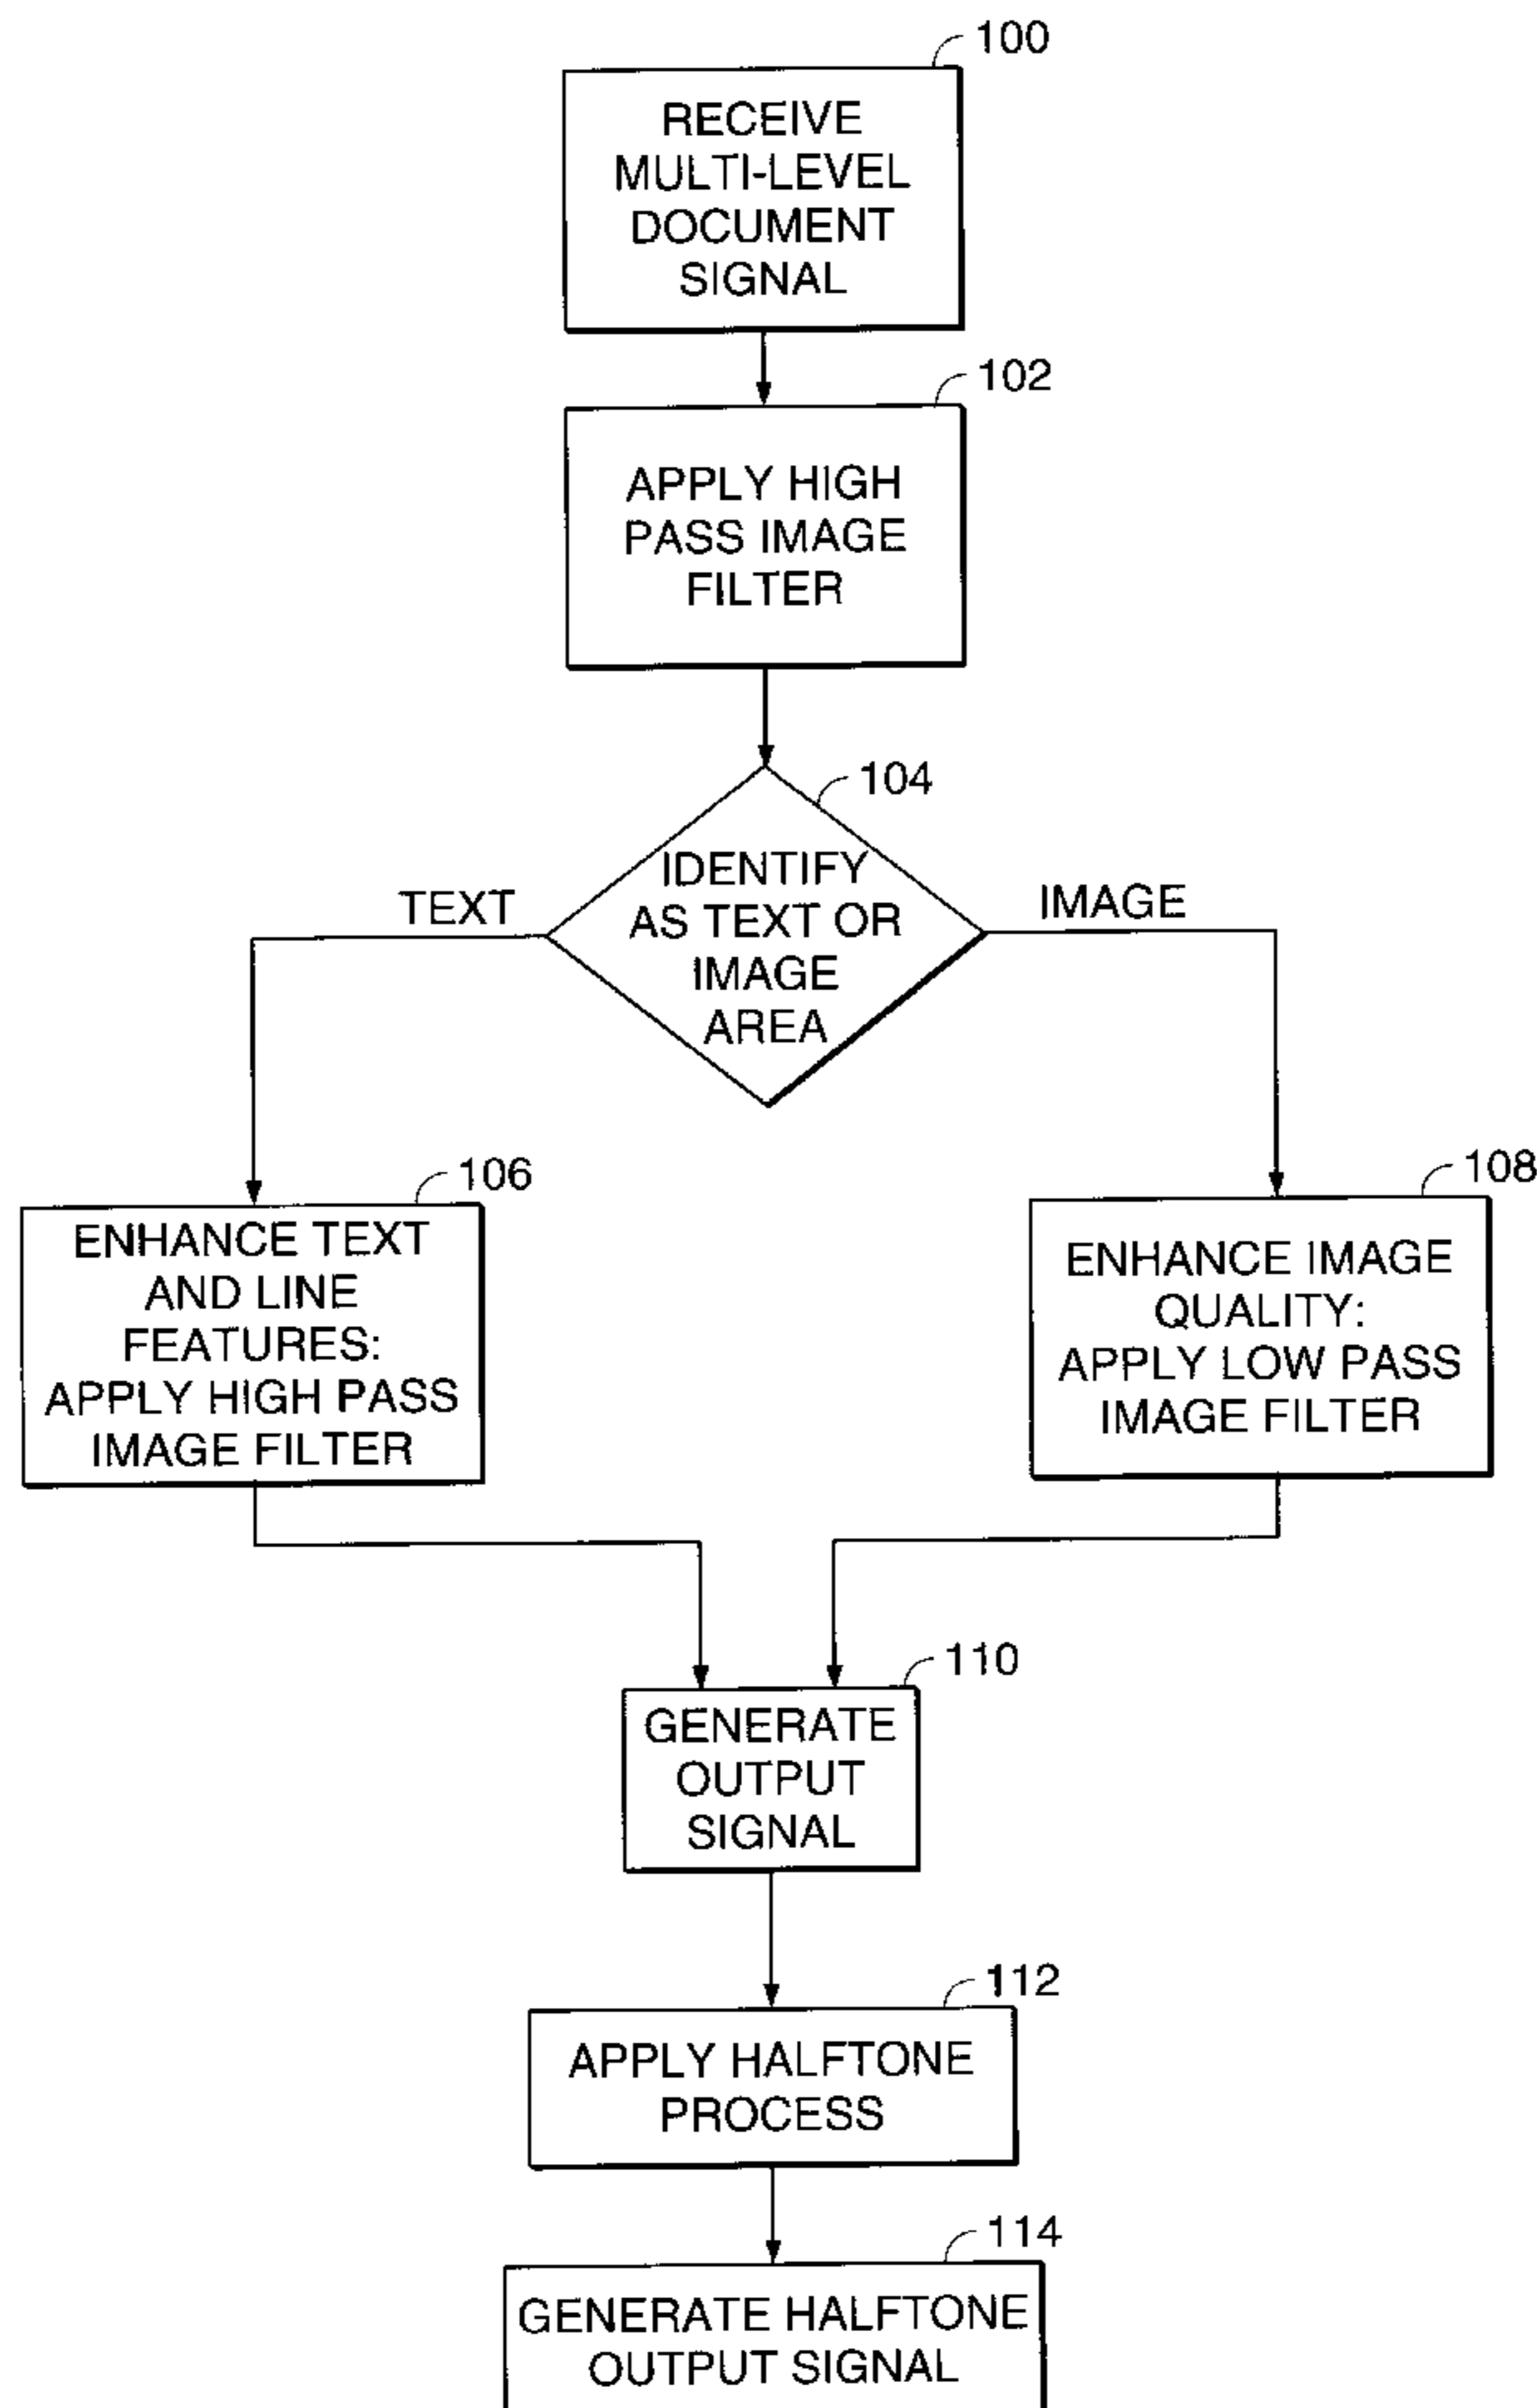 100
RECEIVE
MULTI-LEVEL
DOCUMENT
SIGNAL
102
APPLY HIGH
PASS IMAGE
FILTER
104
IDENTIFY
AS TEXT OR
IMAGE
AREA
TEXT
IMAGE
106
ENHANCE TEXT
AND LINE
FEATURES:
APPLY HIGH PASS
IMAGE FILTER
108
ENHANCE IMAGE
QUALITY:
APPLY LOW PASS
IMAGE FILTER
110
GENERATE
OUTPUT
SIGNAL
112
APPLY HALFTONE
PROCESS
114
GENERATE HALFTONE
OUTPUT SIGNAL